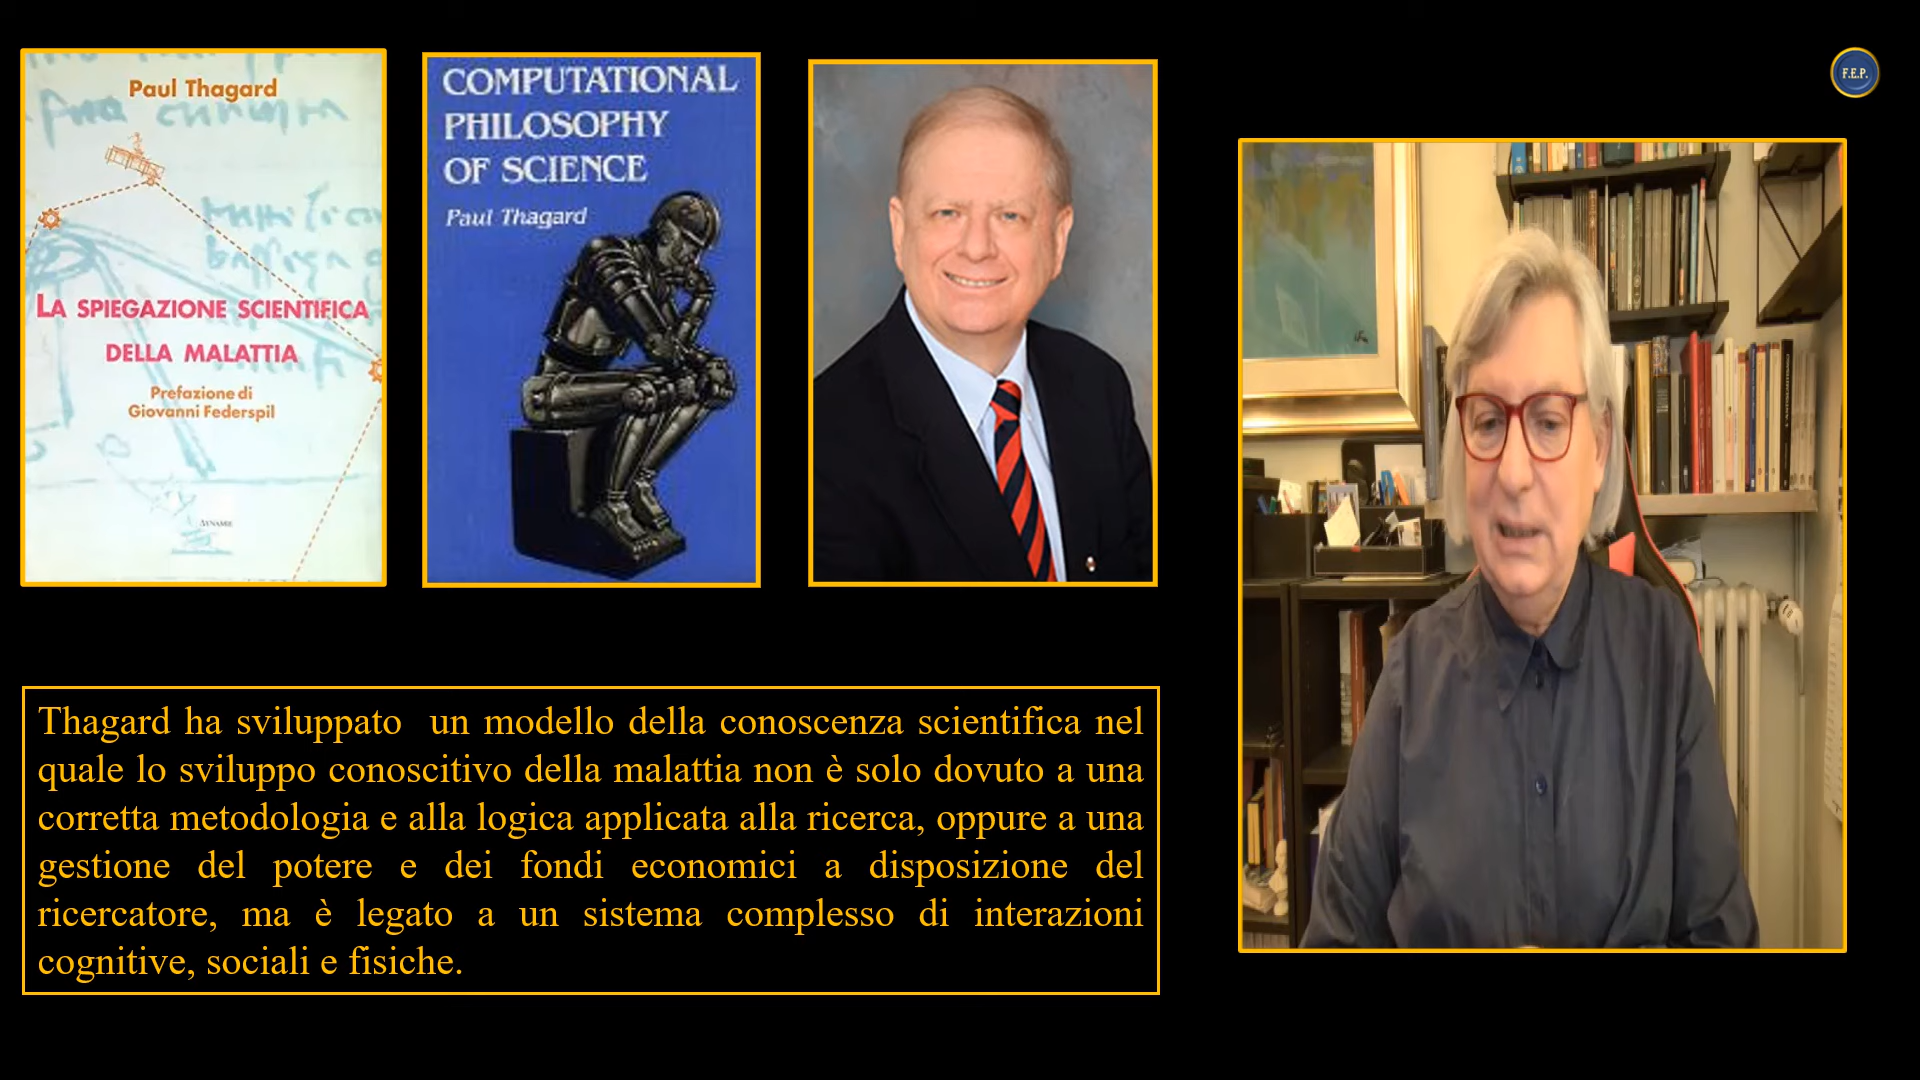 Paul Thagard
LA SPIEGAZIONE SCIENTIFICA
DELLA MALATTIA
Prefazione di
Giovanni Federspil
DYNAMIE
COMPUTATIONAL
PHILOSOPHY
OF SCIENCE
Paul Thagard
F.E.P.
Thagard ha sviluppato un modello della conoscenza scientifica nel
quale lo sviluppo conoscitivo della malattia non è solo dovuto a una
corretta metodologia e alla logica applicata alla ricerca, oppure a una
gestione del potere e dei fondi economici a disposizione del
ricercatore, ma è legato a un sistema complesso di interazioni
cognitive, sociali e fisiche.